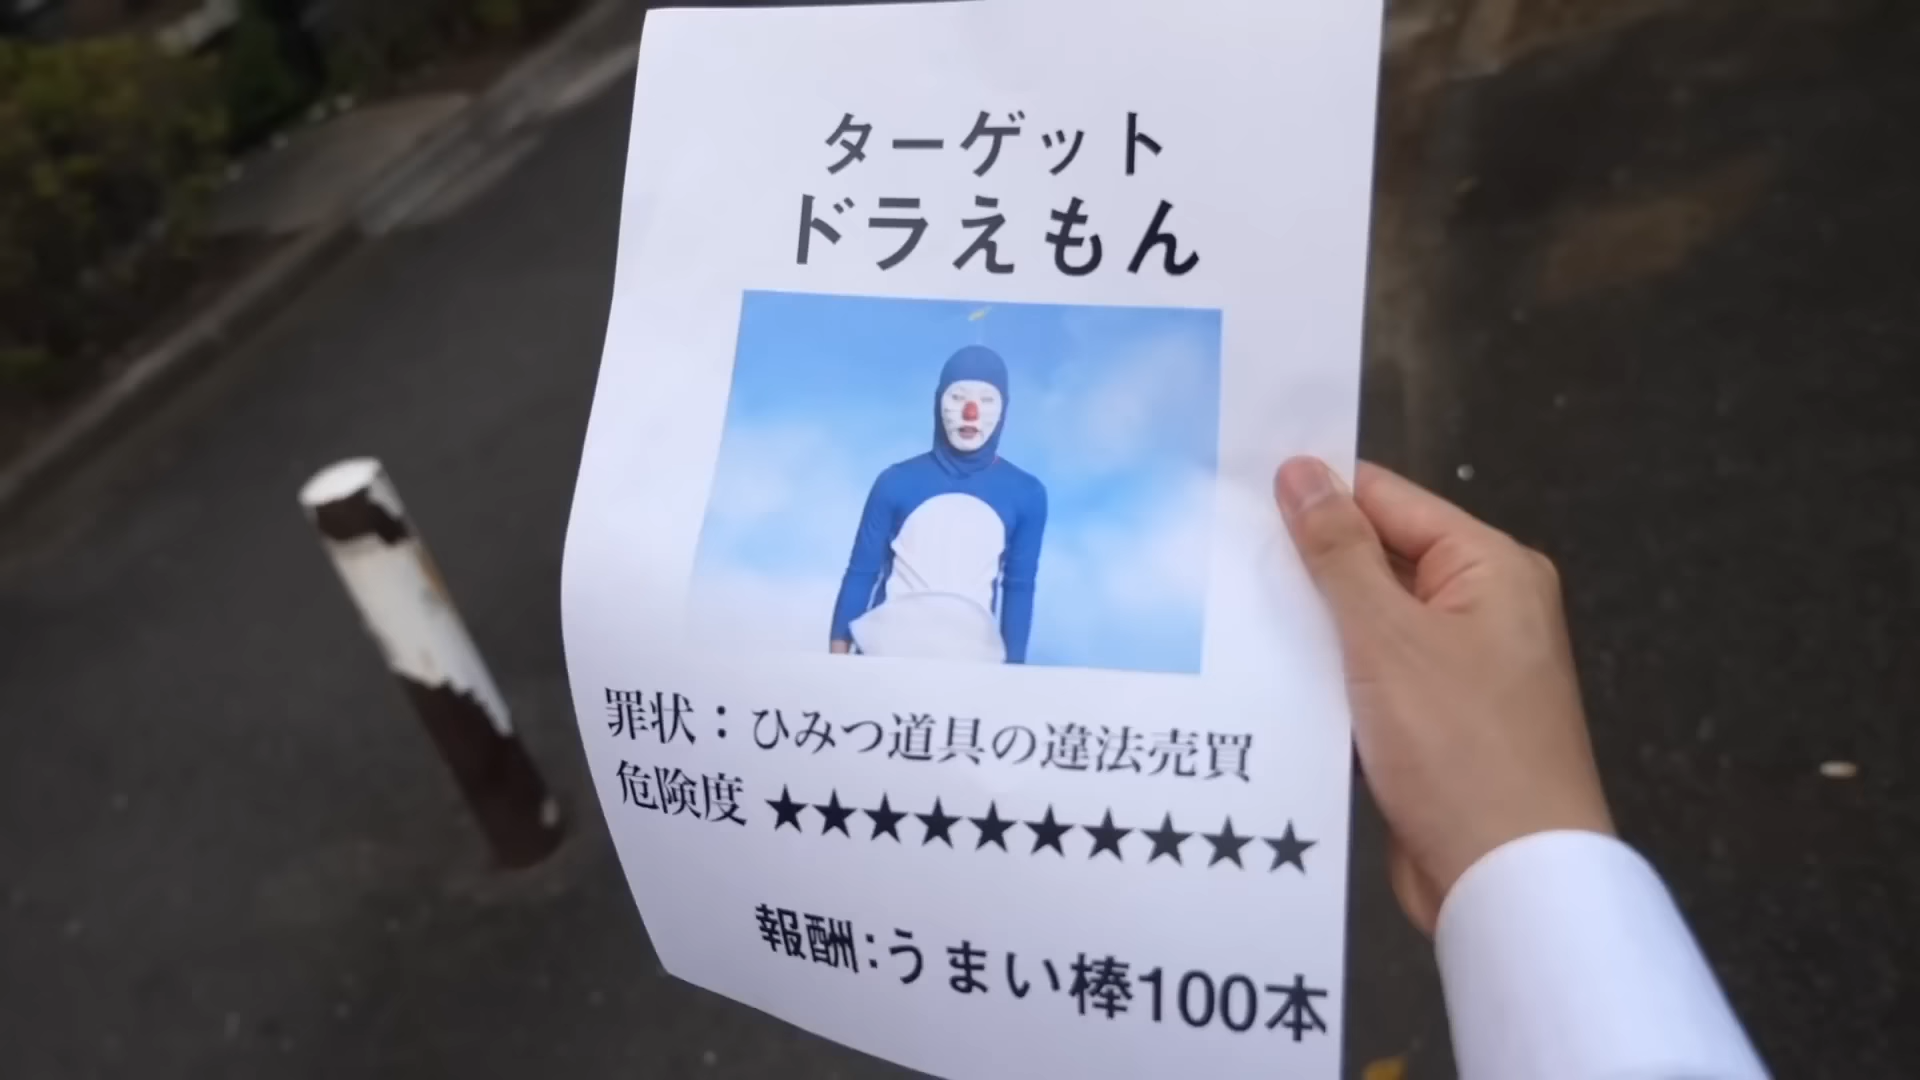 ターゲット
ドラえもん
罪状：ひみつ道具の違法売買
危険度 ★★★★★★★★★★
報酬：うまい棒100本